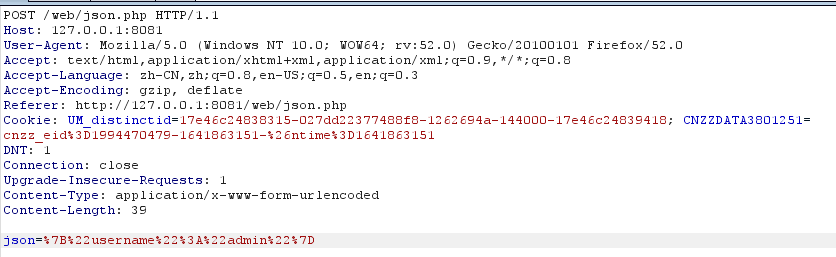 POST /web/json.php HTTP/1.1
Host: 127.0.0.1:8081
User-Agent: Mozilla/5.0 (Windows NT 10.0; WOW64; rv:52.0) Gecko/20100101 Firefox/52.0
Accept: text/html,application/xhtml+xml,application/xml;q=0.9,*/*;q=0.8
Accept-Language: zh-CN,zh;q=0.8,en-US;q=0.5,en;q=0.3
Accept-Encoding: gzip, deflate
Referer: http://127.0.0.1:8081/web/json.php
Cookie: UM_distinctid=17e46c24838315-027dd22377488f8-1262694a-144000-17e46c24839418; CNZZDATA3801251=
cnzz_eid%3D1994470479-1641863151-%26ntime%3D1641863151
DNT: 1
Connection: close
Upgrade-Insecure-Requests: 1
Content-Type: application/x-www-form-urlencoded
Content-Length: 39
json=%7B%22username%22%3A%22admin%22%7D